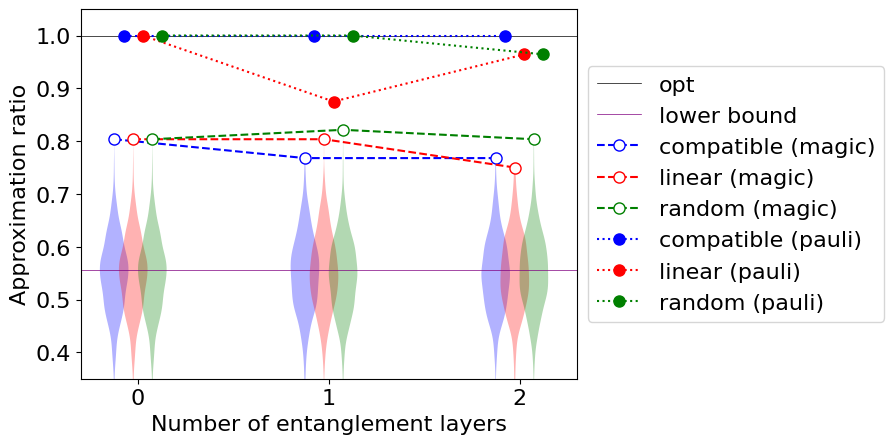 Approximation ratio
1.0
0.9
0.8
0.7
0.6
0.5
0.4
0 1 2
Number of entanglement layers
opt
lower bound
compatible (magic)
linear (magic)
random (magic)
compatible (pauli)
linear (pauli)
random (pauli)